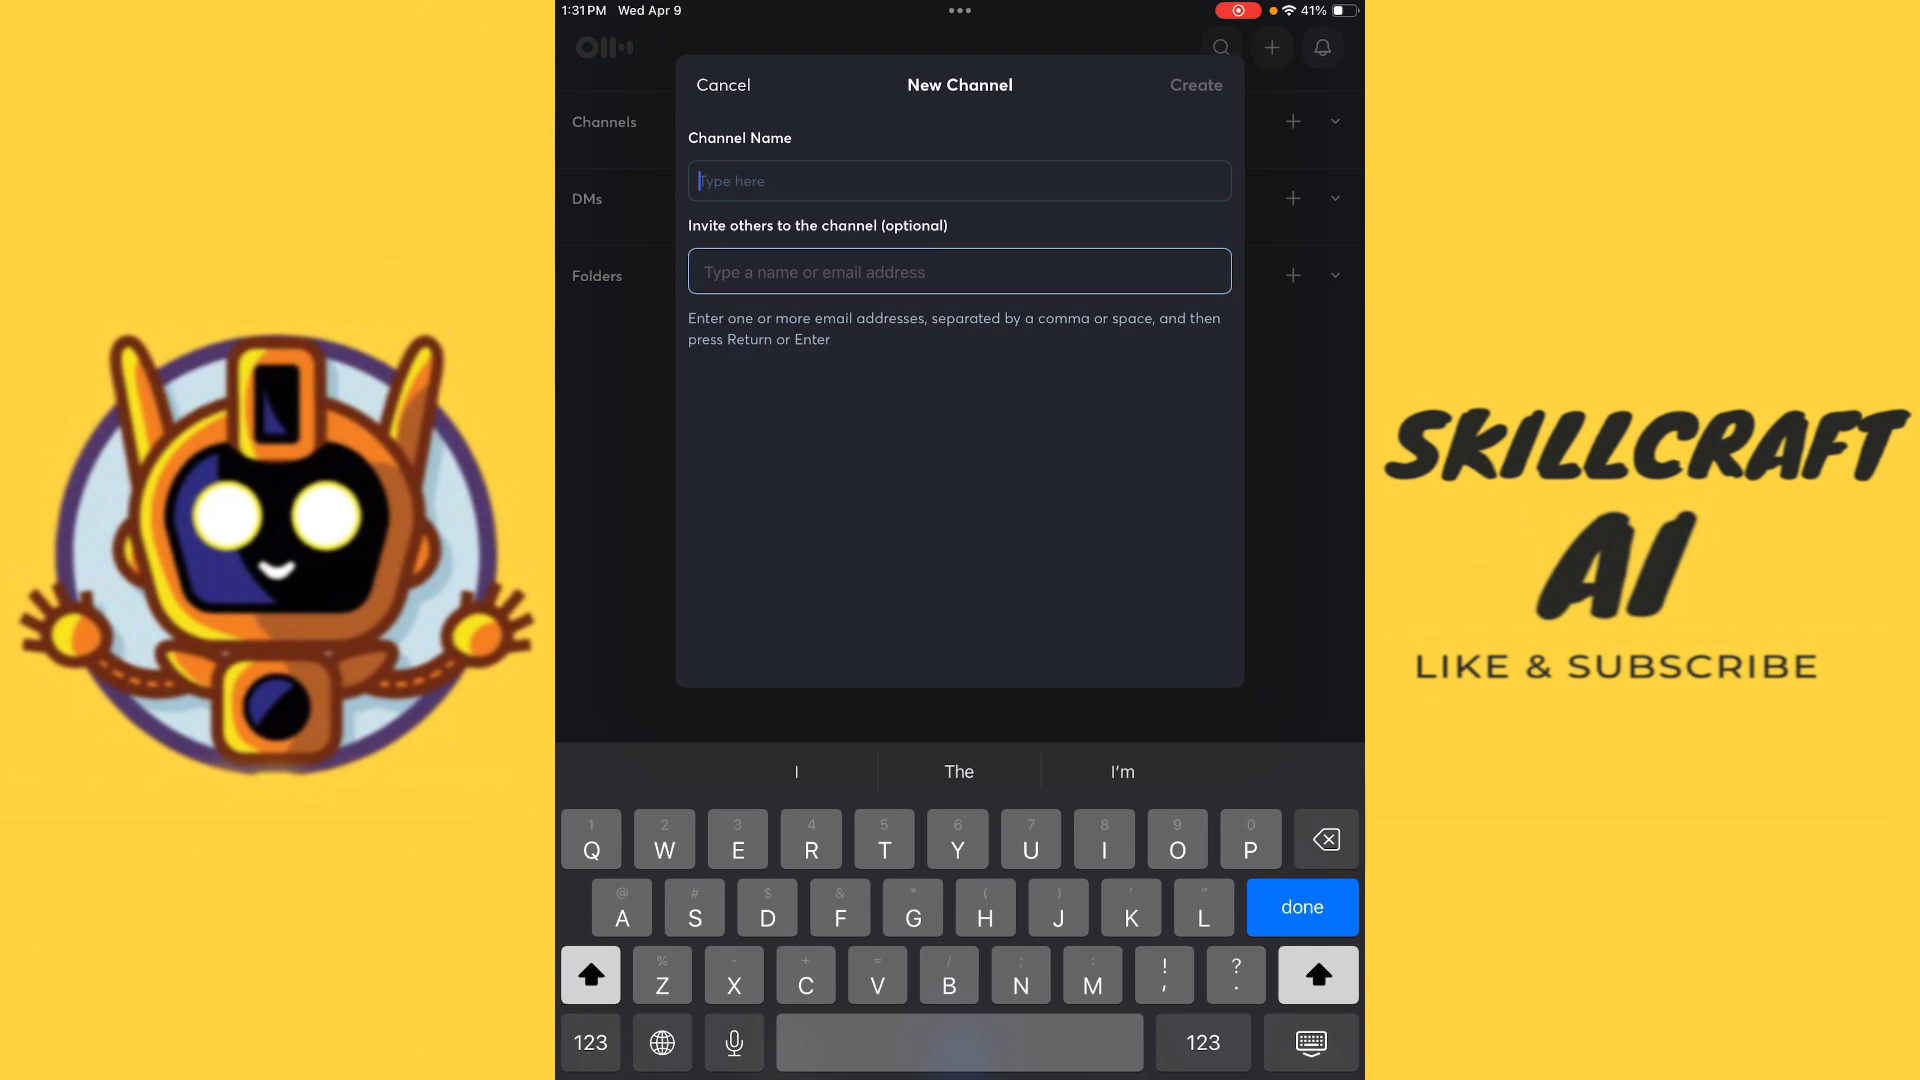 1:31 PM Wed Apr 9
41%
Cancel New Channel Create
Channels
Channel Name
Type here
DMs
Invite others to the channel (optional)
Type a name or email address
Folders
Enter one or more email addresses, separated by a comma or space, and then
press Return or Enter
SKILLCRAFT
AI
LIKE & SUBSCRIBE
I The I'm
1 2 3 4 5 6 7 8 9 0
Q W E R T Y U I O P
@ # $ & * ( ) ' "
A S D F G H J K L done
% - + = / ; : ! ?
Z X C V B N M , .
123 123